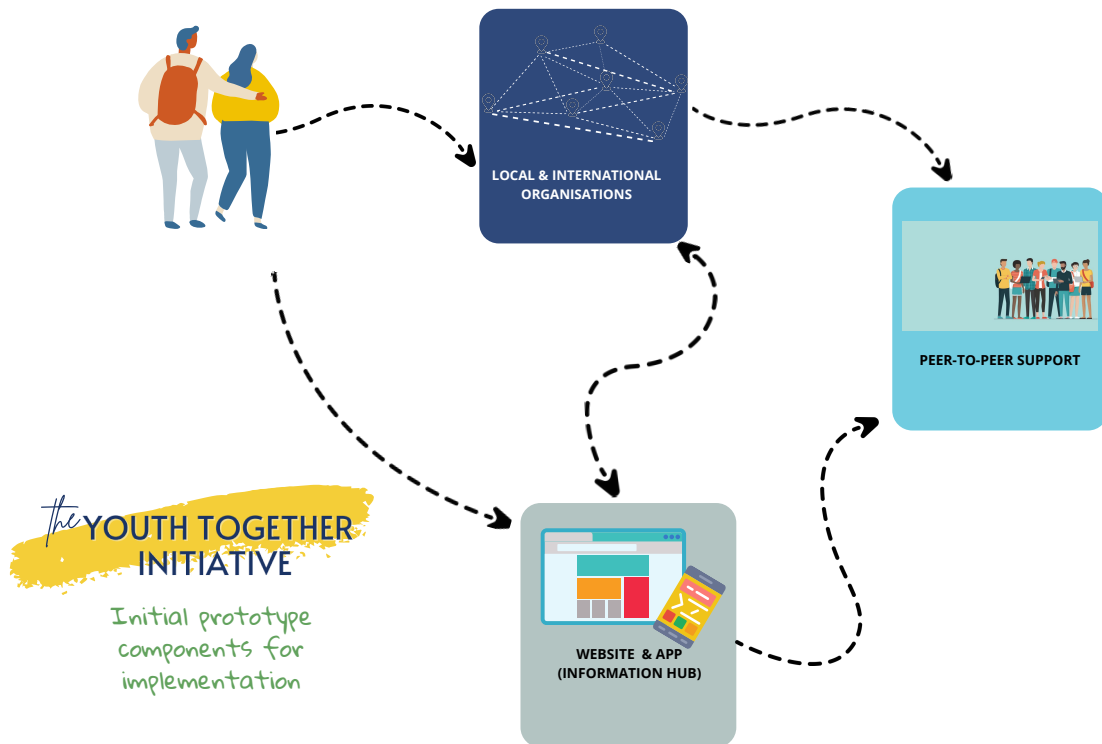 LOCAL & INTERNATIONAL
ORGANISATIONS
PEER-TO-PEER SUPPORT
the YOUTH TOGETHER
INITIATIVE
Initial prototype
components for
implementation
WEBSITE & APP
(INFORMATION HUB)